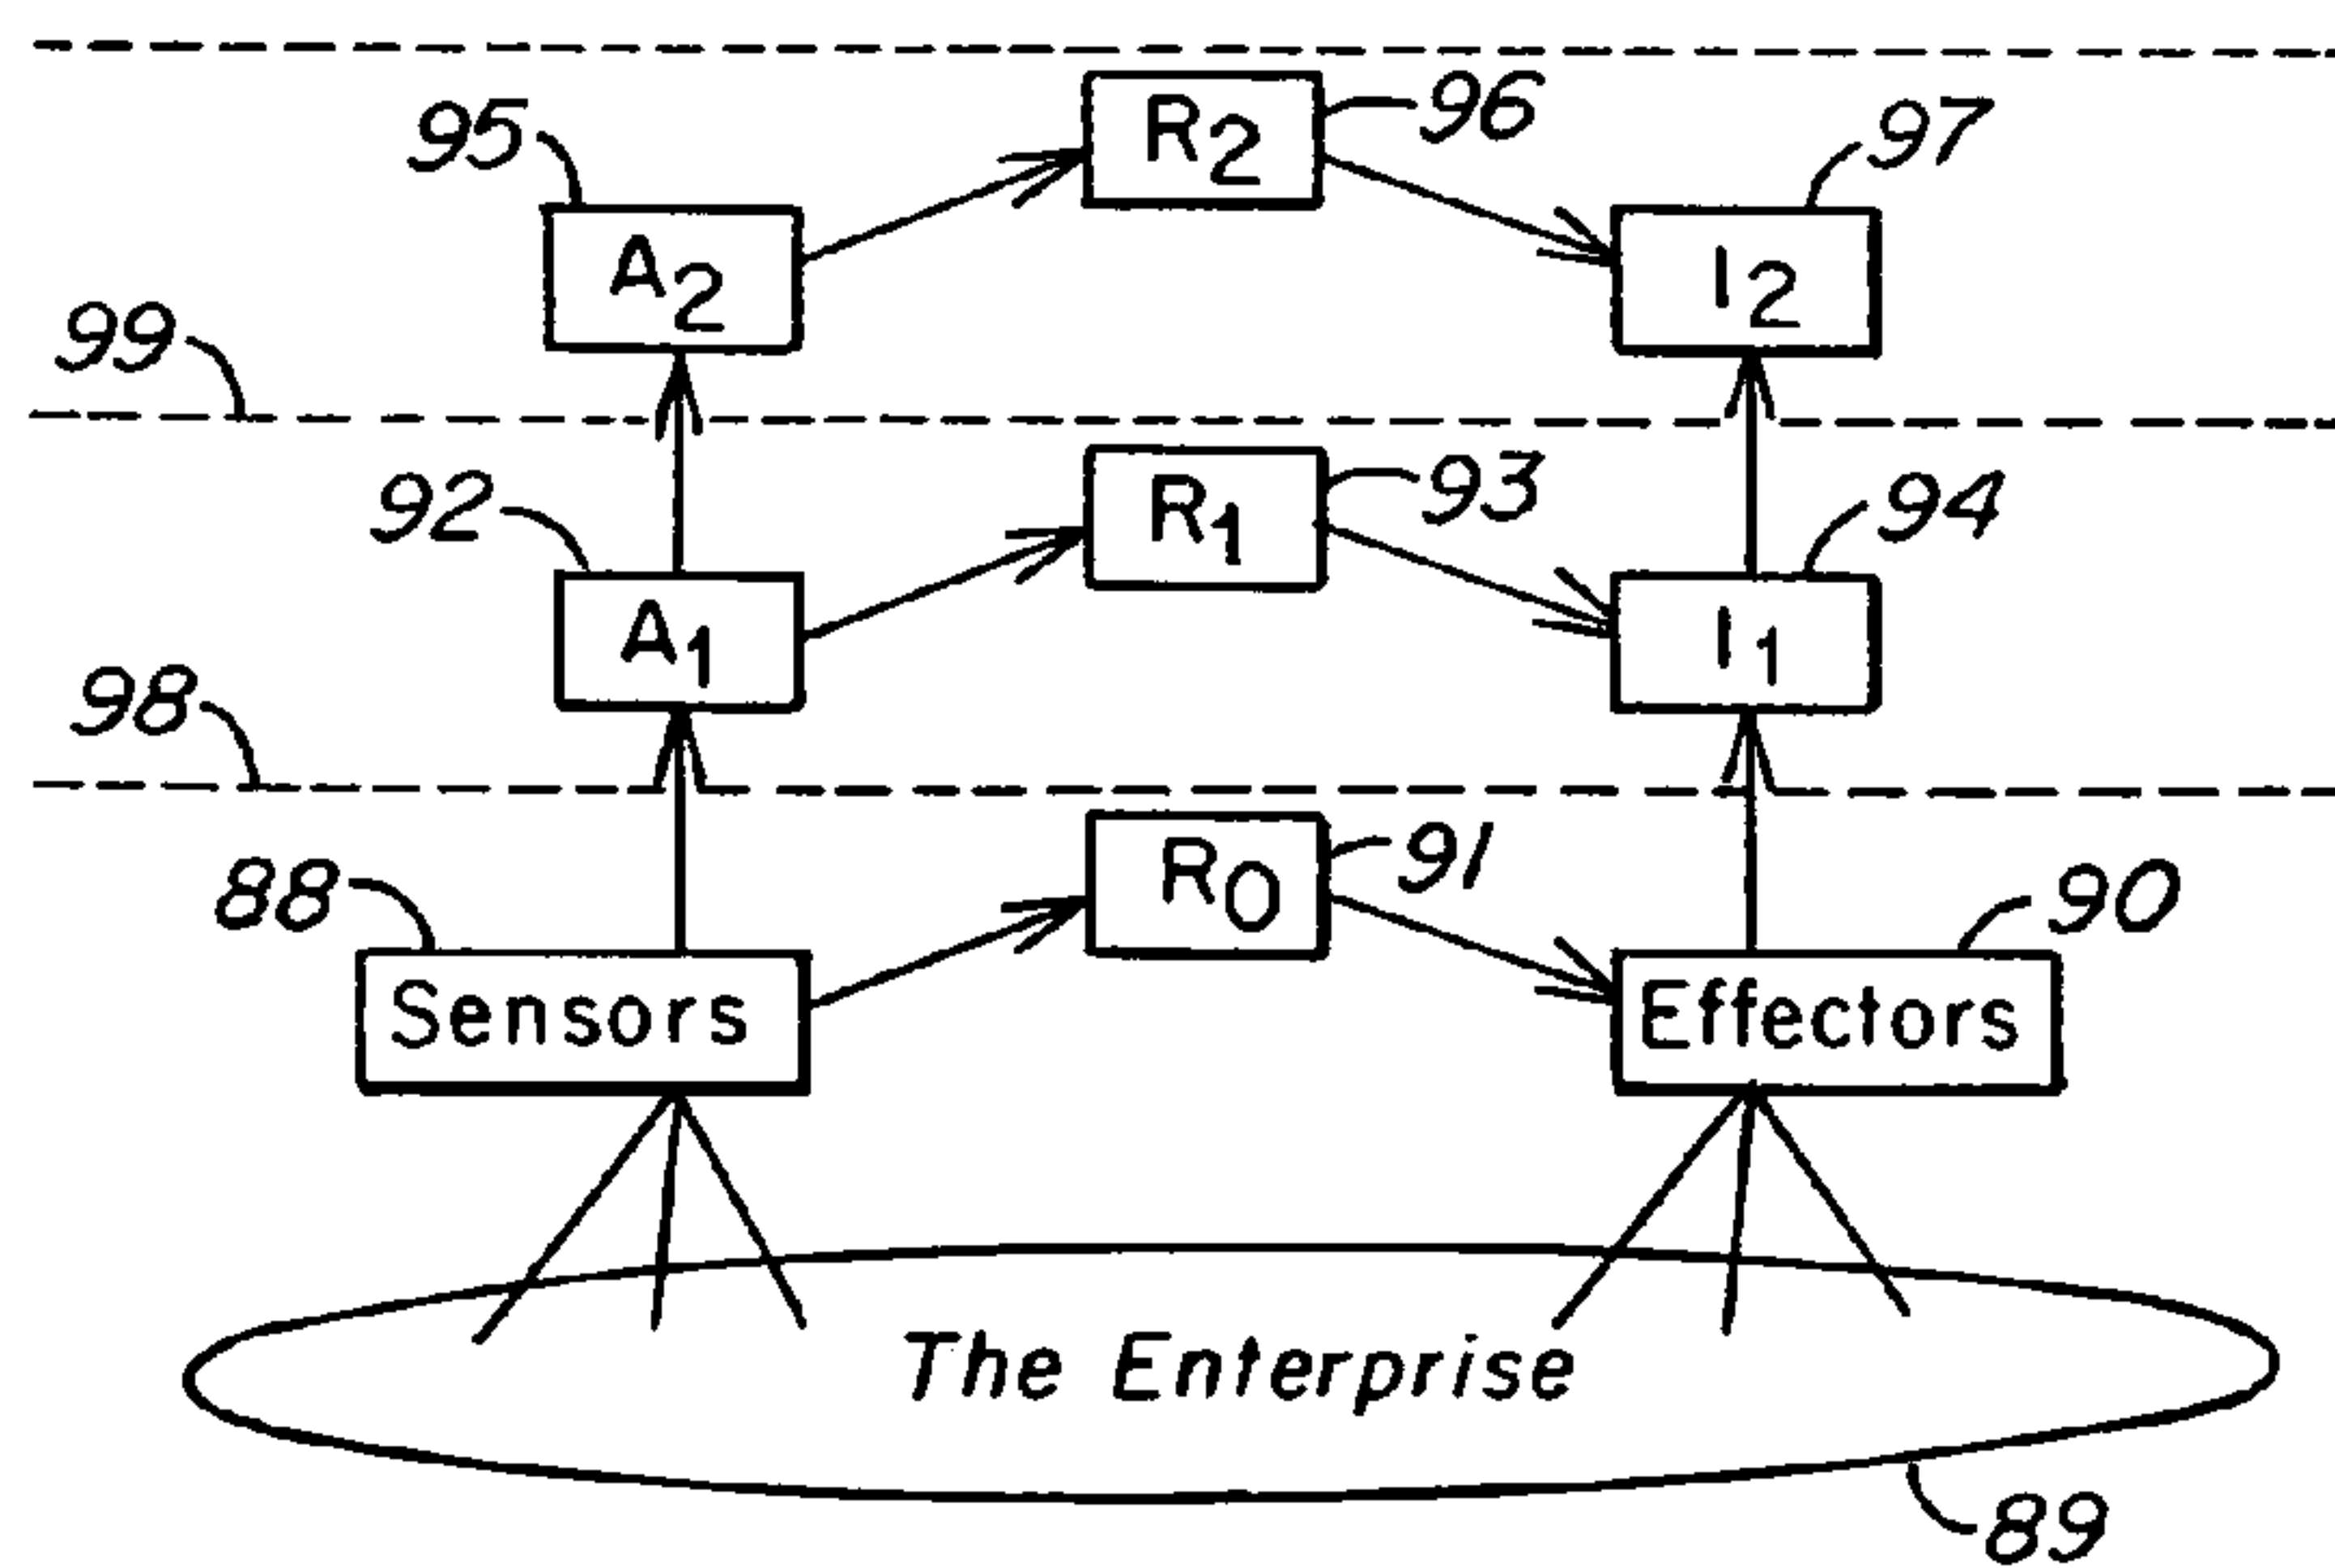 R2 96
95 97
A2 I2
99
R1 93
92 94
A1 I1
98
R0 91
88 90
Sensors Effectors
The Enterprise
89